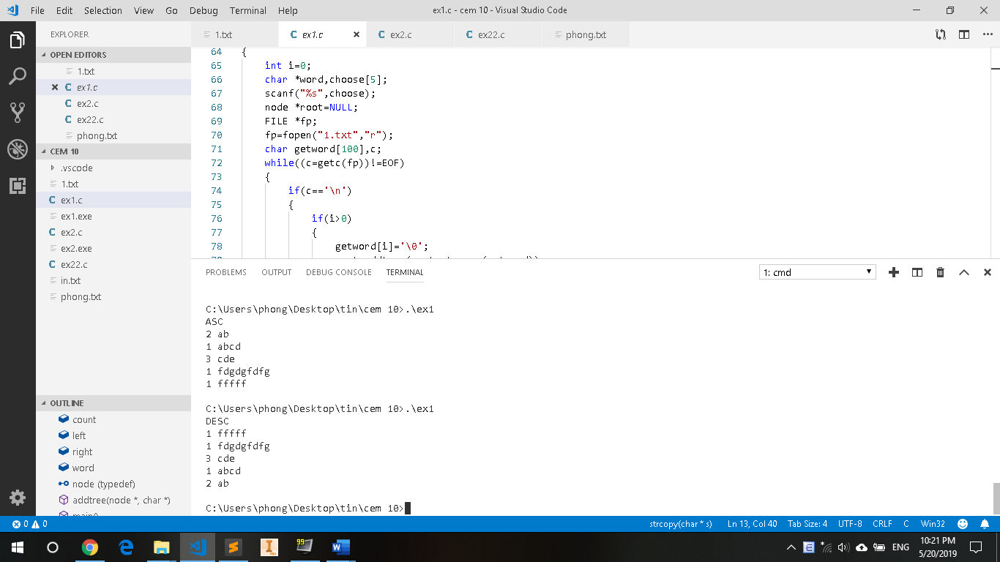 File Edit Selection View Go Debug Terminal Help ex1.c - cem 10 - Visual Studio Code
EXPLORER
OPEN EDITORS
1.txt
ex1.c
ex2.c
ex22.c
phong.txt
CEM 10
.vscode
1.txt
ex1.c
ex1.exe
ex2.c
ex2.exe
ex22.c
in.txt
phong.txt
OUTLINE
count
left
right
word
node (typedef)
addtree(node *, char *)
main()
1.txt C ex1.c C ex2.c C ex22.c phong.txt
64 {
65 int i=0;
66 char *word,choose[5];
67 scanf("%s",choose);
68 node *root=NULL;
69 FILE *fp;
70 fp=fopen("1.txt","r");
71 char getword[100],c;
72 while((c=getc(fp))!=EOF)
73 {
74 if(c=='\n')
75 {
76 if(i>0)
77 {
78 getword[i]='\0';
PROBLEMS OUTPUT DEBUG CONSOLE TERMINAL 1: cmd
C:\Users\phong\Desktop\tin\cem 10>.\ex1
ASC
2 ab
1 abcd
3 cde
1 fdgdgfdfg
1 fffff
C:\Users\phong\Desktop\tin\cem 10>.\ex1
DESC
1 fffff
1 fdgdgfdfg
3 cde
1 abcd
2 ab
C:\Users\phong\Desktop\tin\cem 10>
0 0 strcopy(char * s) Ln 13, Col 40 Tab Size: 4 UTF-8 CRLF C Win32
ENG 10:21 PM
5/20/2019